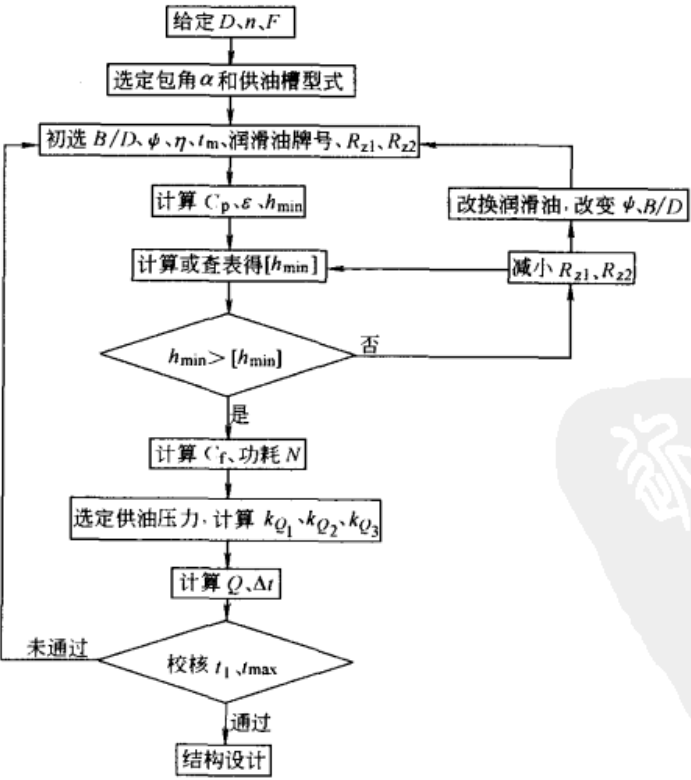 给定 D、n、F
选定包角 α 和供油槽型式
初选 B/D、ψ、η、tm、润滑油牌号、Rz1、Rz2
计算 Cp、ε、hmin
改换润滑油,改变 ψ、B/D
计算或查表得[hmin]
减小 Rz1、Rz2
hmin＞[hmin]
否
是
计算 Cf、功耗 N
选定供油压力,计算 kQ1、kQ2、kQ3
计算 Q、Δt
未通过
校核 t1、tmax
通过
结构设计